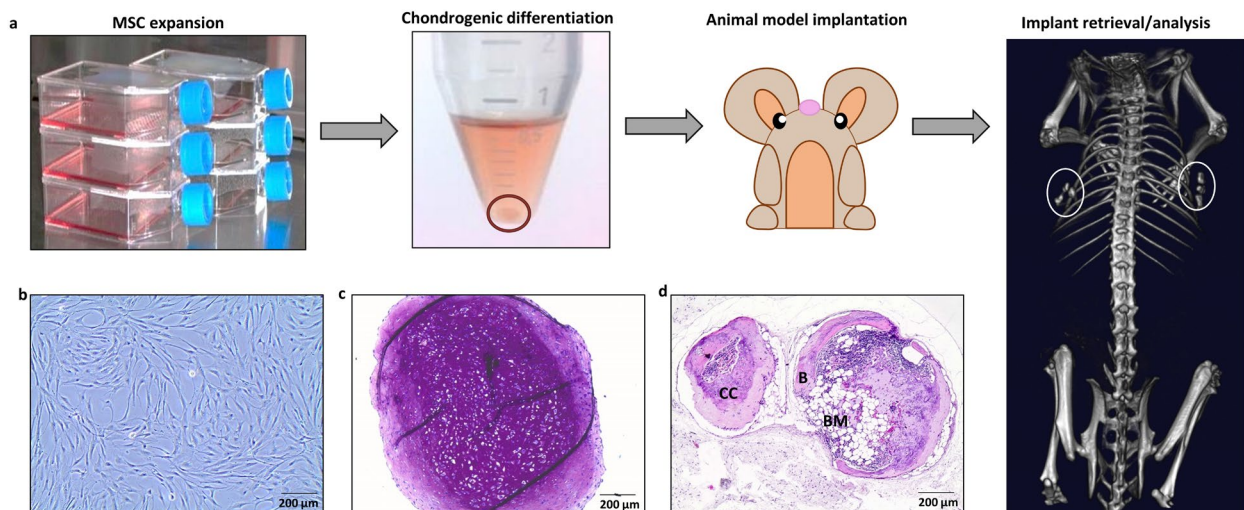 a
MSC expansion
Chondrogenic differentiation
Animal model implantation
Implant retrieval/analysis
2
1
b
c
d
CC
B
BM
200 µm
200 µm
200 µm